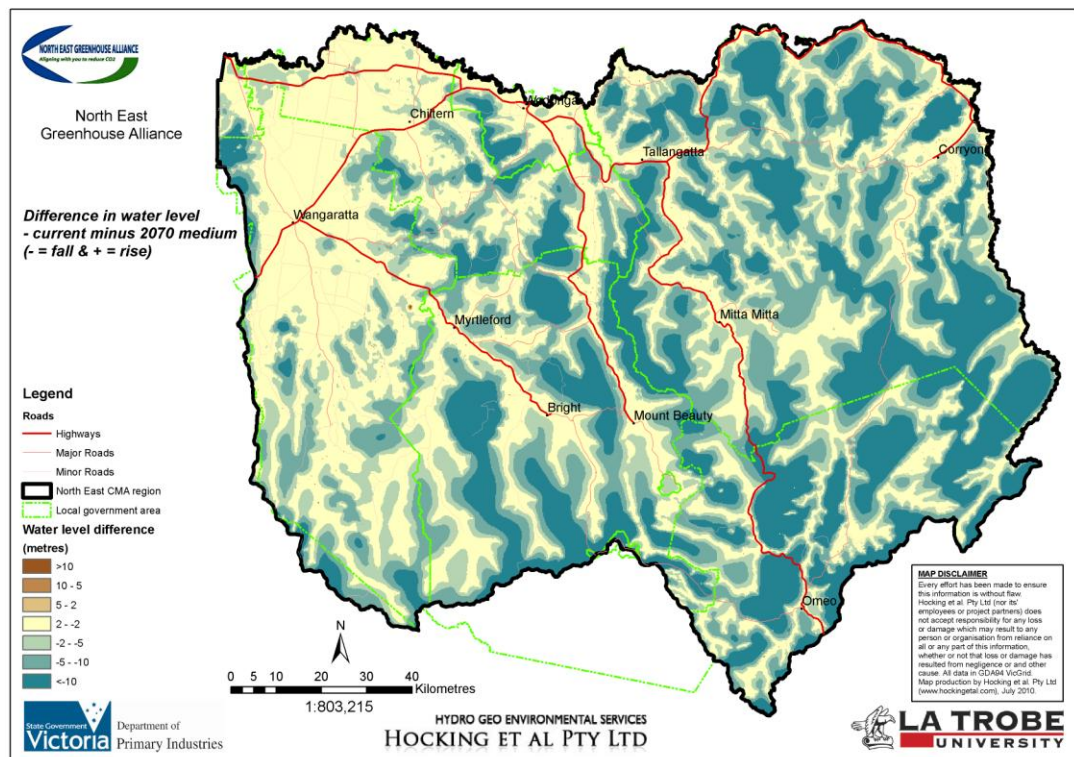 NORTH EAST GREENHOUSE ALLIANCE
Aligning with you to reduce CO2
North East
Greenhouse Alliance
Difference in water level
- current minus 2070 medium
(- = fall & + = rise)
Legend
Roads
Highways
Major Roads
Minor Roads
North East CMA region
Local government area
Water level difference
(metres)
>10
10 - 5
5 - 2
2 - -2
-2 - -5
-5 - -10
<-10
Chiltern
Wodonga
Tallangatta
Corryong
Wangaratta
Myrtleford
Mitta Mitta
Bright
Mount Beauty
Omeo
N
0 5 10 20 30 40
Kilometres
1:803,215
MAP DISCLAIMER
Every effort has been made to ensure
this information is without flaw.
Hocking et al. Pty Ltd (nor its'
employees or project partners) does
not accept responsibility for any loss
or damage which may result to any
person or organisation from reliance on
all or any part of this information,
whether or not that loss or damage has
resulted from negligence or and other
cause. All data in GDA94 VicGrid.
Map production by Hocking et al. Pty Ltd
(www.hockingetal.com), July 2010.
State Government
Victoria
Department of
Primary Industries
HYDRO GEO ENVIRONMENTAL SERVICES
HOCKING ET AL PTY LTD
LA TROBE
UNIVERSITY